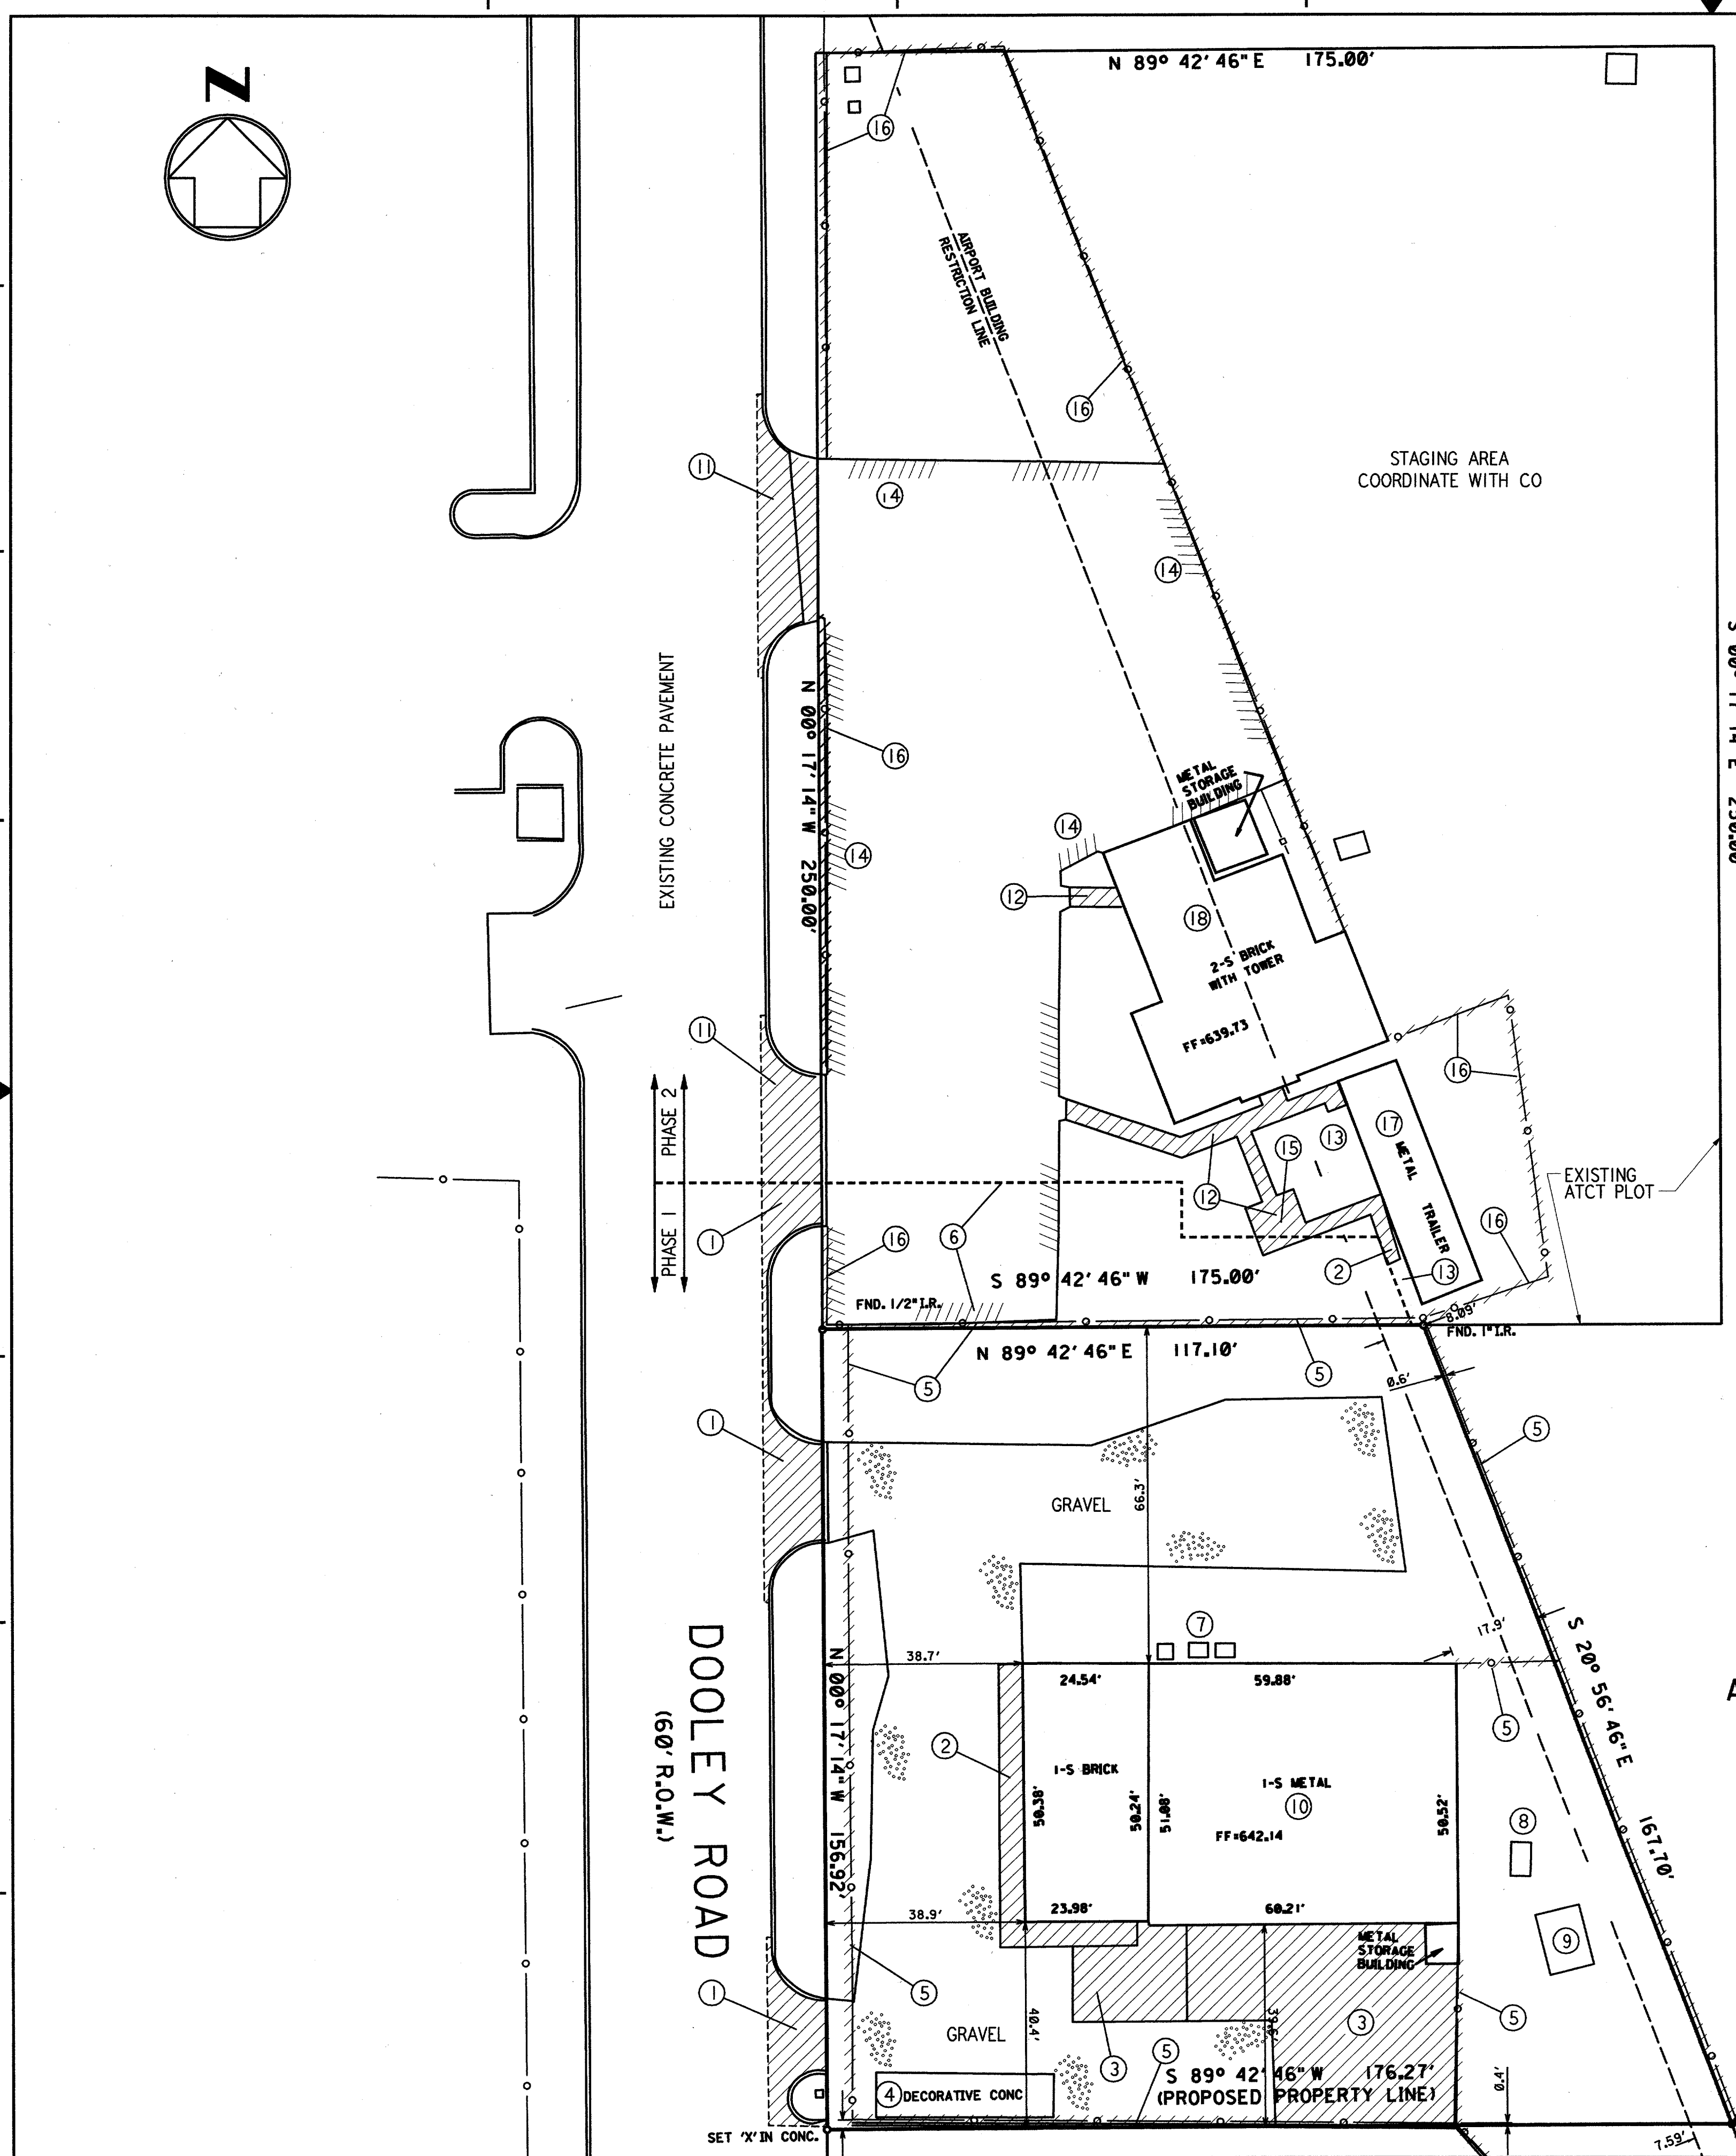 N
N 89° 42' 46" E 175.00'
16
AIRPORT BUILDING
RESTRICTION LINE
16
11
14
STAGING AREA
COORDINATE WITH CO
14
EXISTING CONCRETE PAVEMENT
N 00° 17' 14" W 250.00'
16
METAL
STORAGE
BUILDING
14
14
12
18
2-S BRICK
WITH TOWER
FF=639.73
11
16
PHASE 1 PHASE 2
12
15
13
17
METAL TRAILER
EXISTING
ATCT PLOT
1
16
6
16
2
13
S 89° 42' 46" W 175.00'
FND. 1/2" I.R.
8.09'
FND. 1" I.R.
N 89° 42' 46" E 117.10'
5
5
0.6'
1
5
66.3'
GRAVEL
DOOLEY ROAD
(60' R.O.W.)
7
17.9'
38.7'
24.54'
59.88'
S 20° 56' 46" E 167.70'
N 00° 17' 14" W 156.92'
5
2
1-S BRICK
1-S METAL
10
50.38'
50.24'
51.08'
50.52'
FF=642.14
8
38.9'
23.98'
60.21'
METAL
STORAGE
BUILDING
9
1
5
5
GRAVEL
40.4'
3
3
5
S 89° 42' 46" W 176.27'
(PROPOSED PROPERTY LINE)
0.4'
4 DECORATIVE CONC
SET 'X' IN CONC.
7.59'